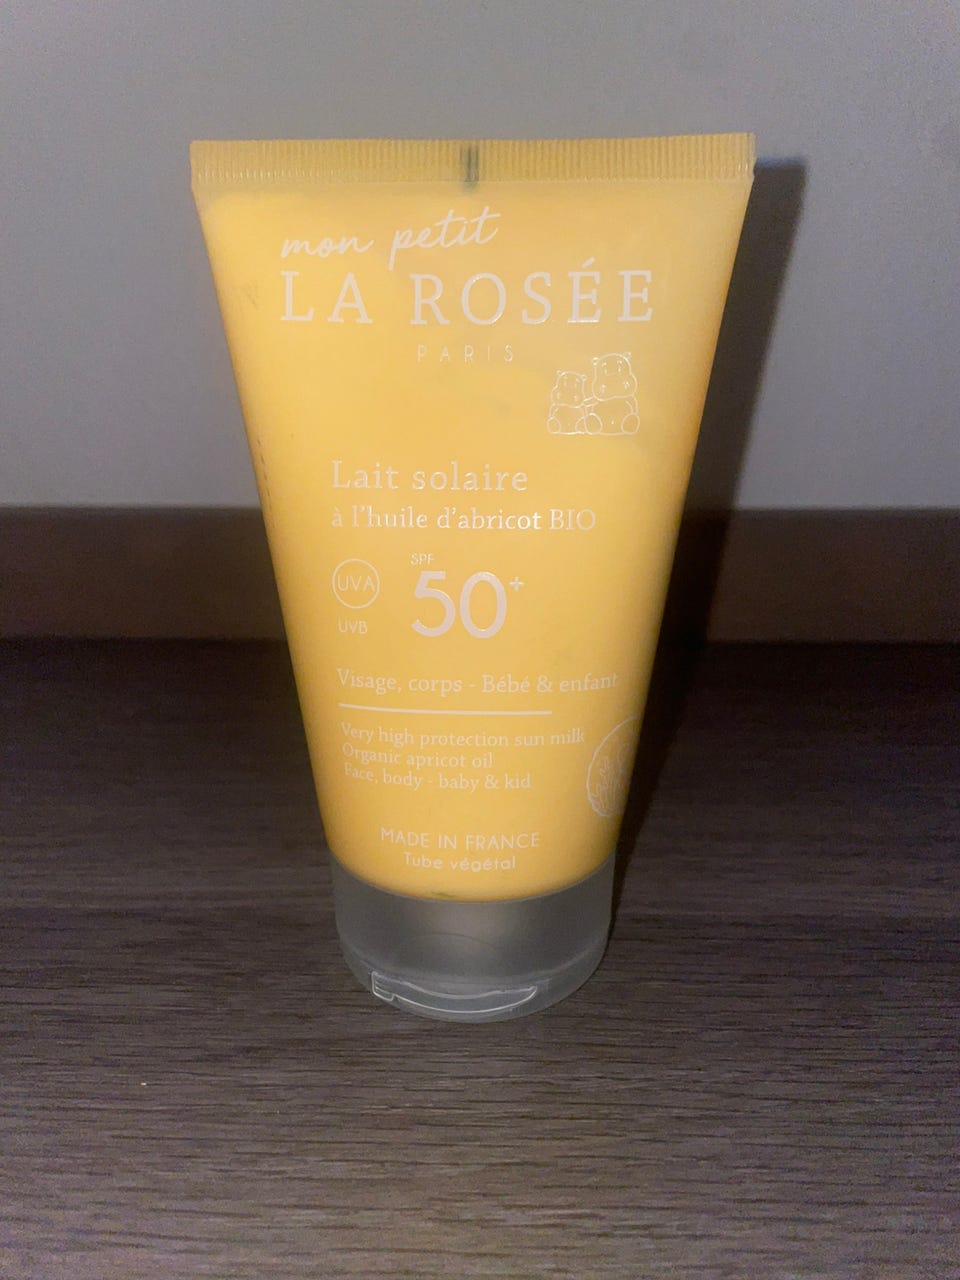 mon petit
LA ROSÉE
PARIS
Lait solaire
à l'huile d'abricot BIO
UVA
UVB
SPF
50+
Visage, corps - Bébé & enfant
Very high protection sun milk
Organic apricot oil
Face, body - baby & kid
MADE IN FRANCE
Tube végétal